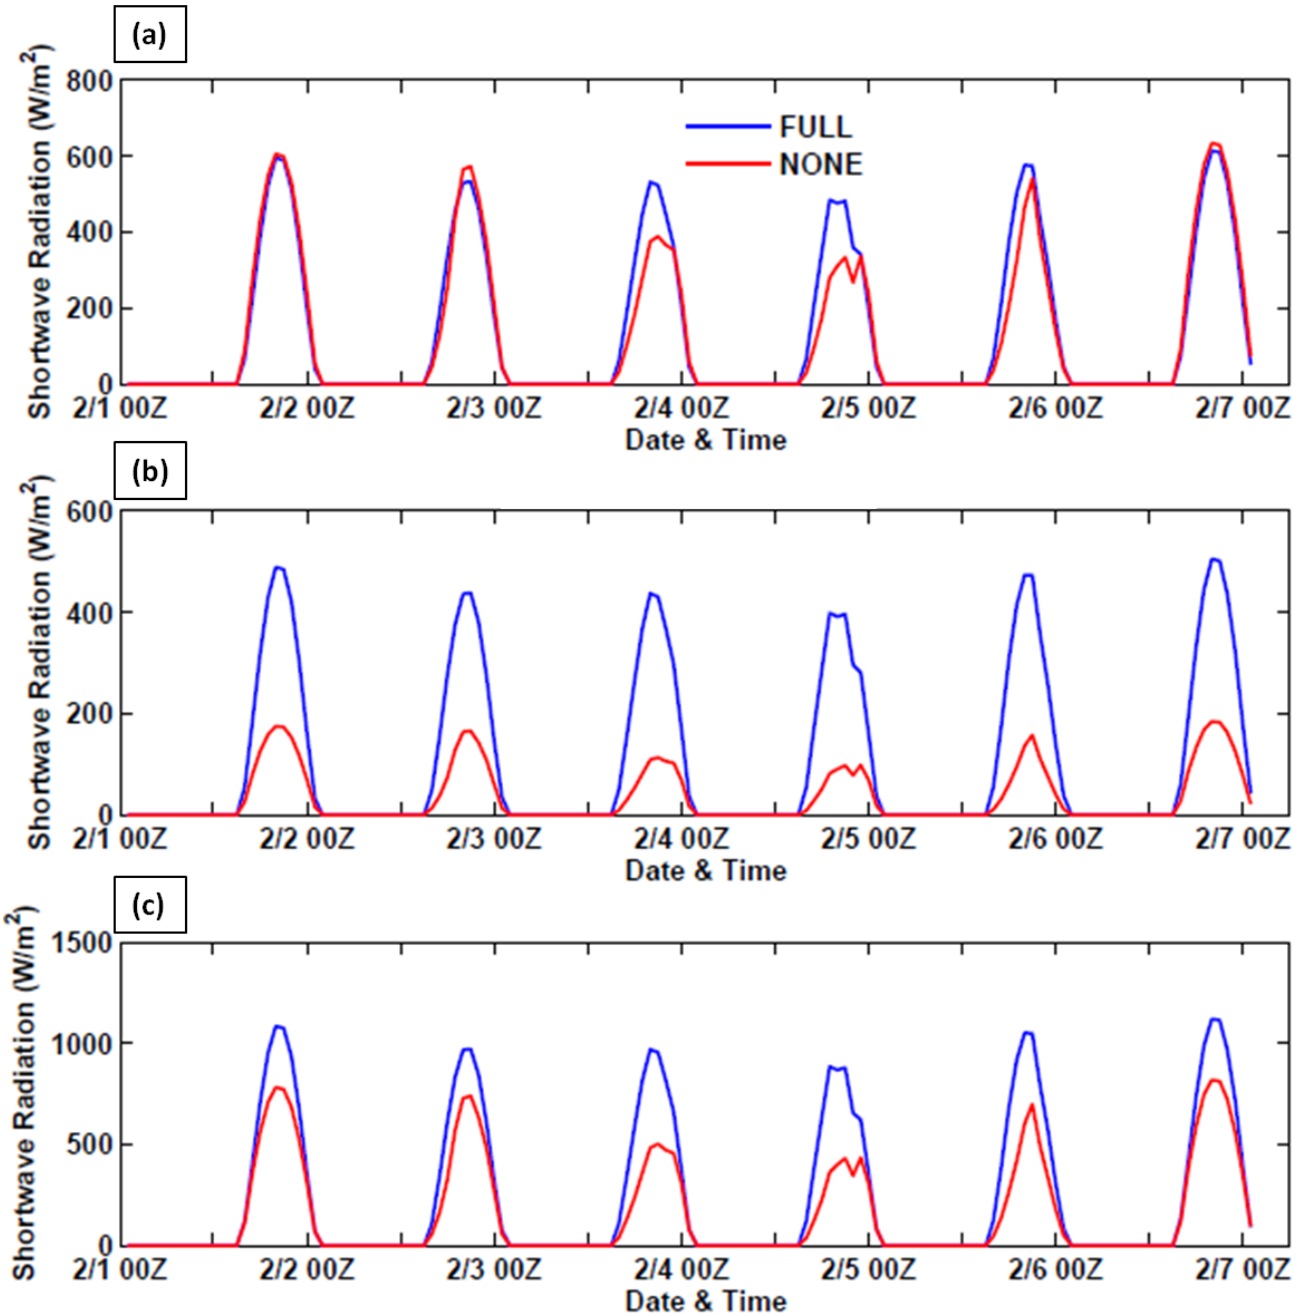 (a)
Shortwave Radiation (W/m²)
800
600
400
200
0
FULL
NONE
2/1 00Z 2/2 00Z 2/3 00Z 2/4 00Z 2/5 00Z 2/6 00Z 2/7 00Z
Date & Time
(b)
Shortwave Radiation (W/m²)
600
400
200
0
2/1 00Z 2/2 00Z 2/3 00Z 2/4 00Z 2/5 00Z 2/6 00Z 2/7 00Z
Date & Time
(c)
Shortwave Radiation (W/m²)
1500
1000
500
0
2/1 00Z 2/2 00Z 2/3 00Z 2/4 00Z 2/5 00Z 2/6 00Z 2/7 00Z
Date & Time